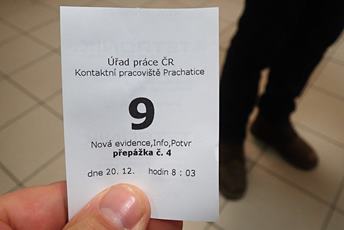 Úřad práce ČR
Kontaktní pracoviště Prachatice
9
Nová evidence,Info,Potvr
přepážka č. 4
dne 20. 12. hodin 8 : 03